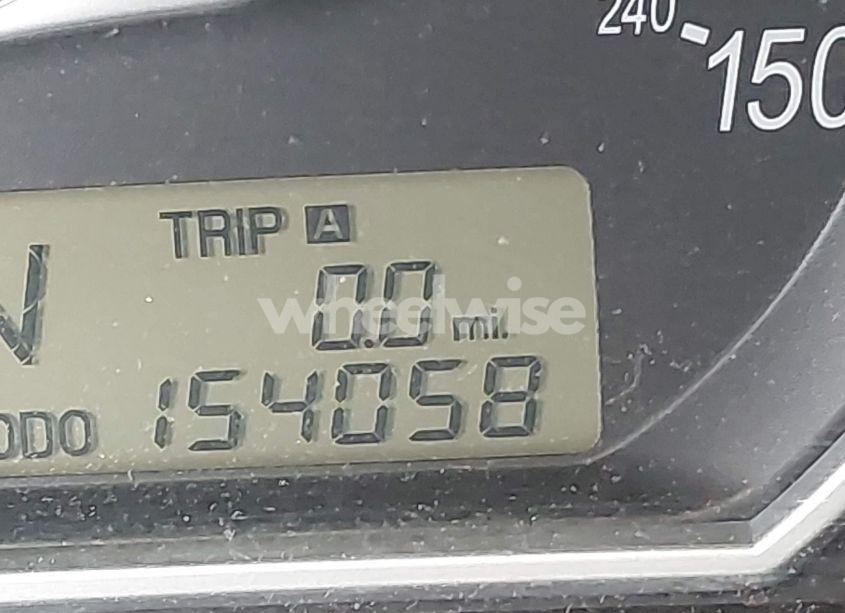 240
150
TRIP A
N
0.0 mi.
ODO 154058
wheelwise